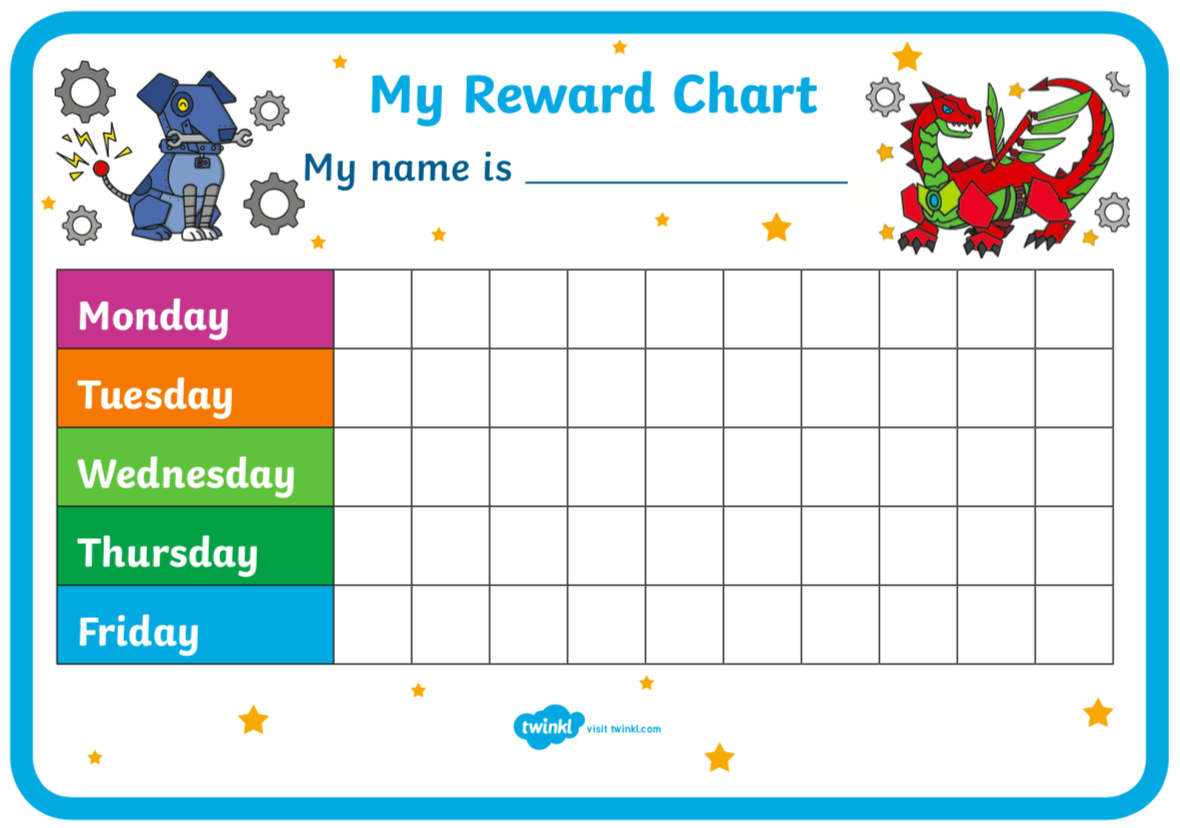 My Reward Chart
My name is
Monday
Tuesday
Wednesday
Thursday
Friday
twinkl visit twinkl.com